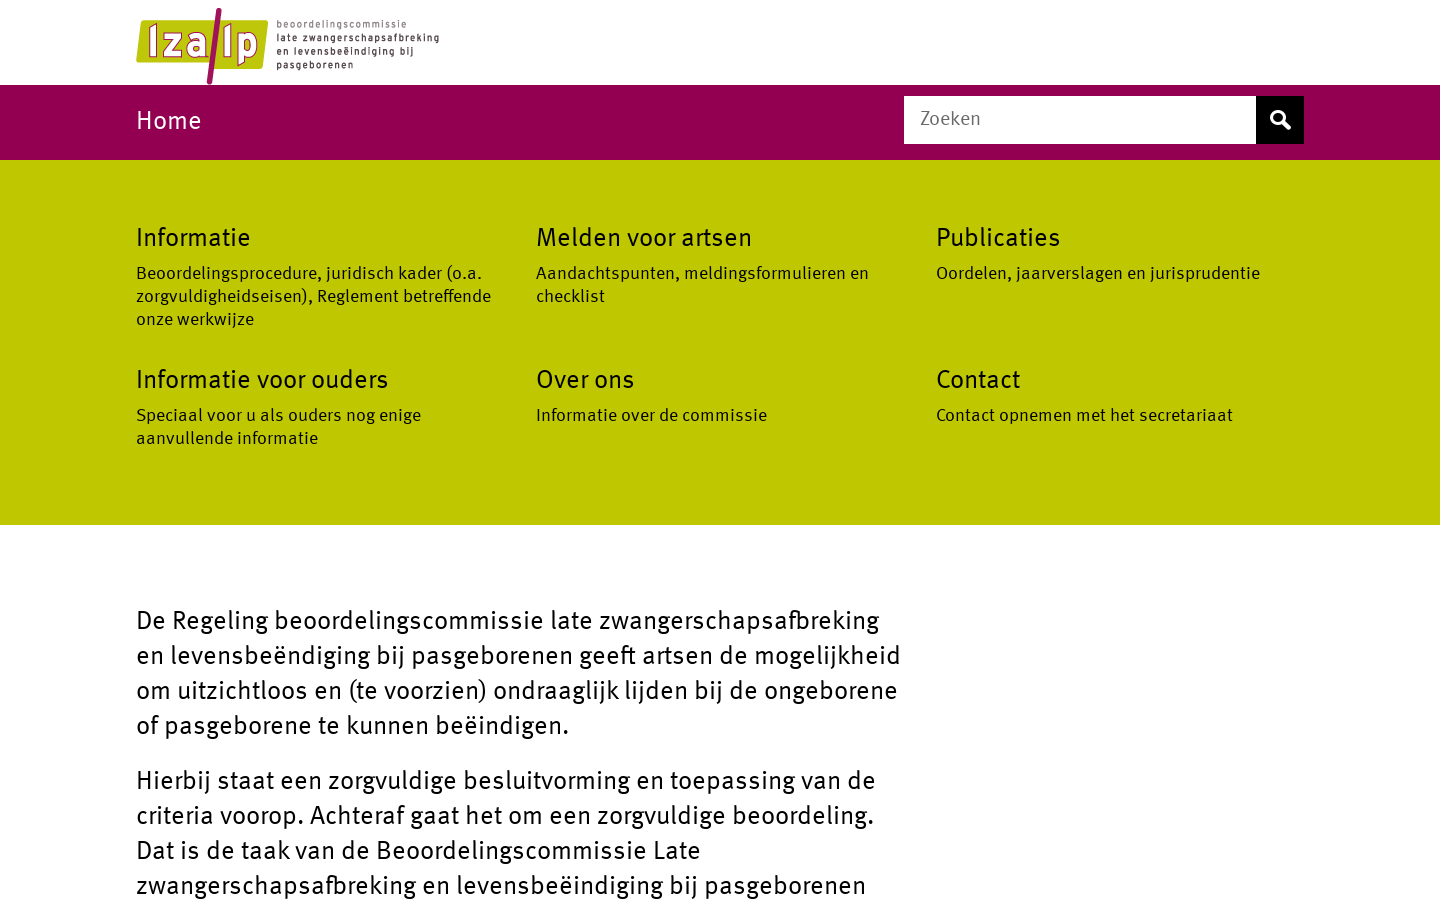 lzalp
beoordelingscommissie
late zwangerschapsafbreking
en levensbeëindiging bij
pasgeborenen
Home
Zoeken
Informatie
Beoordelingsprocedure, juridisch kader (o.a.
zorgvuldigheidseisen), Reglement betreffende
onze werkwijze
Melden voor artsen
Aandachtspunten, meldingsformulieren en
checklist
Publicaties
Oordelen, jaarverslagen en jurisprudentie
Informatie voor ouders
Speciaal voor u als ouders nog enige
aanvullende informatie
Over ons
Informatie over de commissie
Contact
Contact opnemen met het secretariaat
De Regeling beoordelingscommissie late zwangerschapsafbreking
en levensbeëndiging bij pasgeborenen geeft artsen de mogelijkheid
om uitzichtloos en (te voorzien) ondraaglijk lijden bij de ongeborene
of pasgeborene te kunnen beëindigen.
Hierbij staat een zorgvuldige besluitvorming en toepassing van de
criteria voorop. Achteraf gaat het om een zorgvuldige beoordeling.
Dat is de taak van de Beoordelingscommissie Late
zwangerschapsafbreking en levensbeëindiging bij pasgeborenen